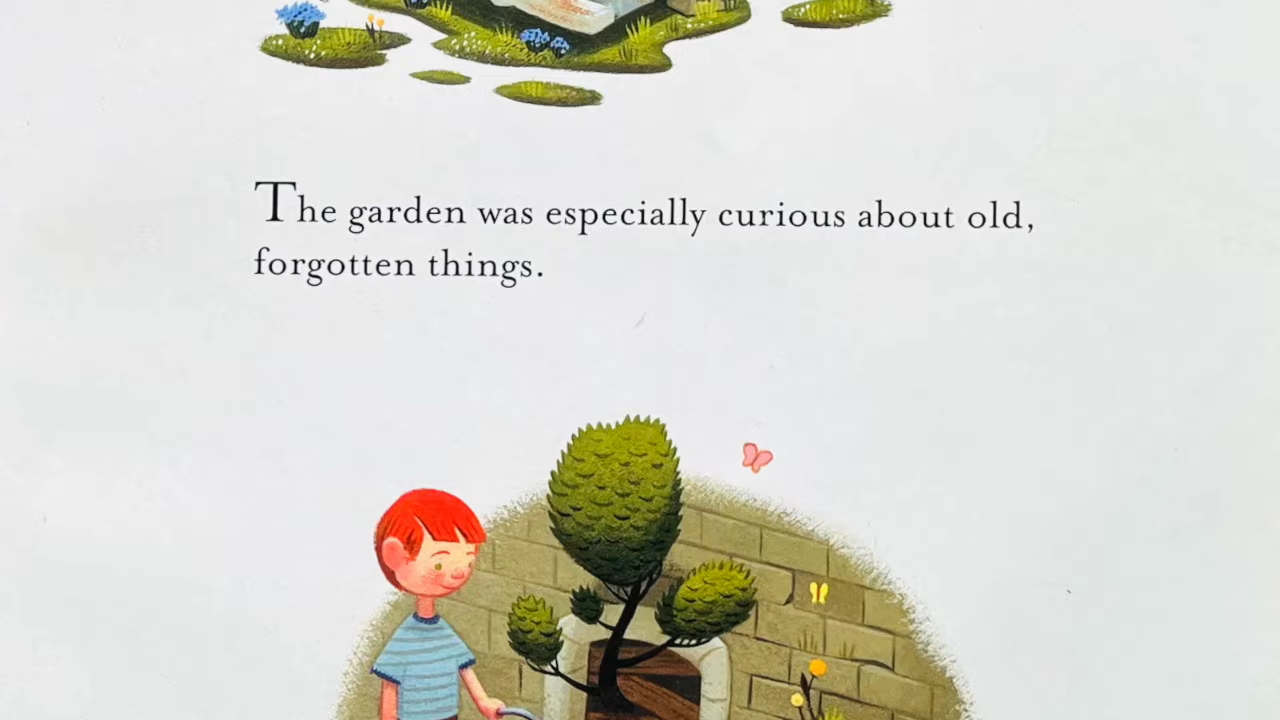 The garden was especially curious about old,
forgotten things.